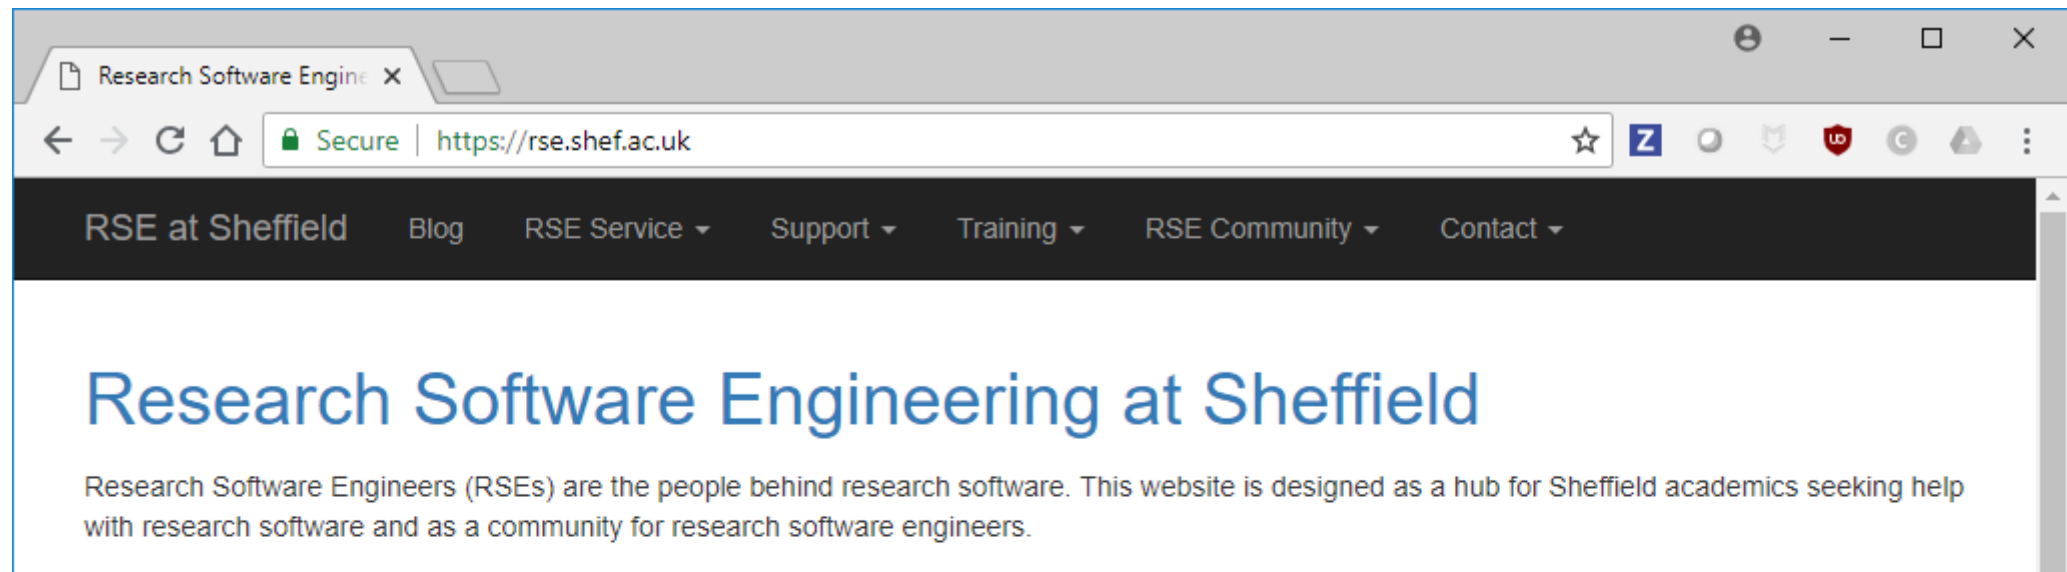 Research Software Engine
Secure https://rse.shef.ac.uk
Z UO C
RSE at Sheffield Blog RSE Service Support Training RSE Community Contact
Research Software Engineering at Sheffield
Research Software Engineers (RSEs) are the people behind research software. This website is designed as a hub for Sheffield academics seeking help
with research software and as a community for research software engineers.